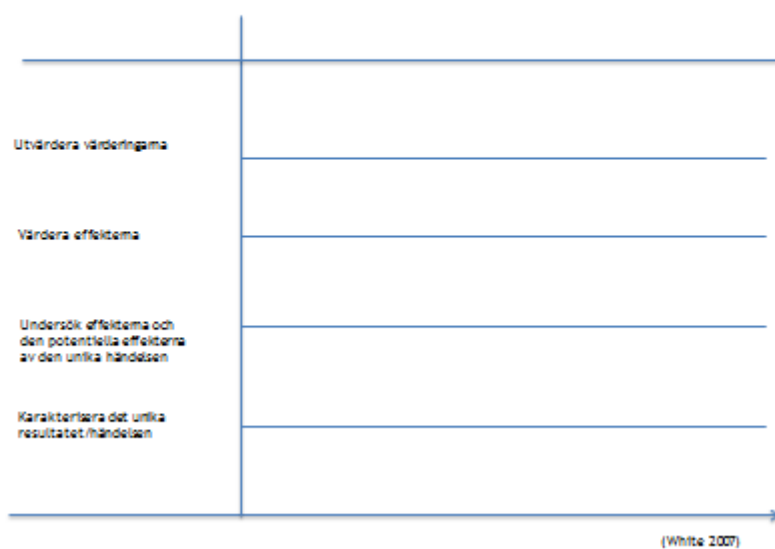 Utvärdera värderingarna
Värdera effekterna
Undersök effekterna och
den potentiella effekterna
av den unika händelsen
Karakterisera det unika
resultatet/händelsen
(White 2007)